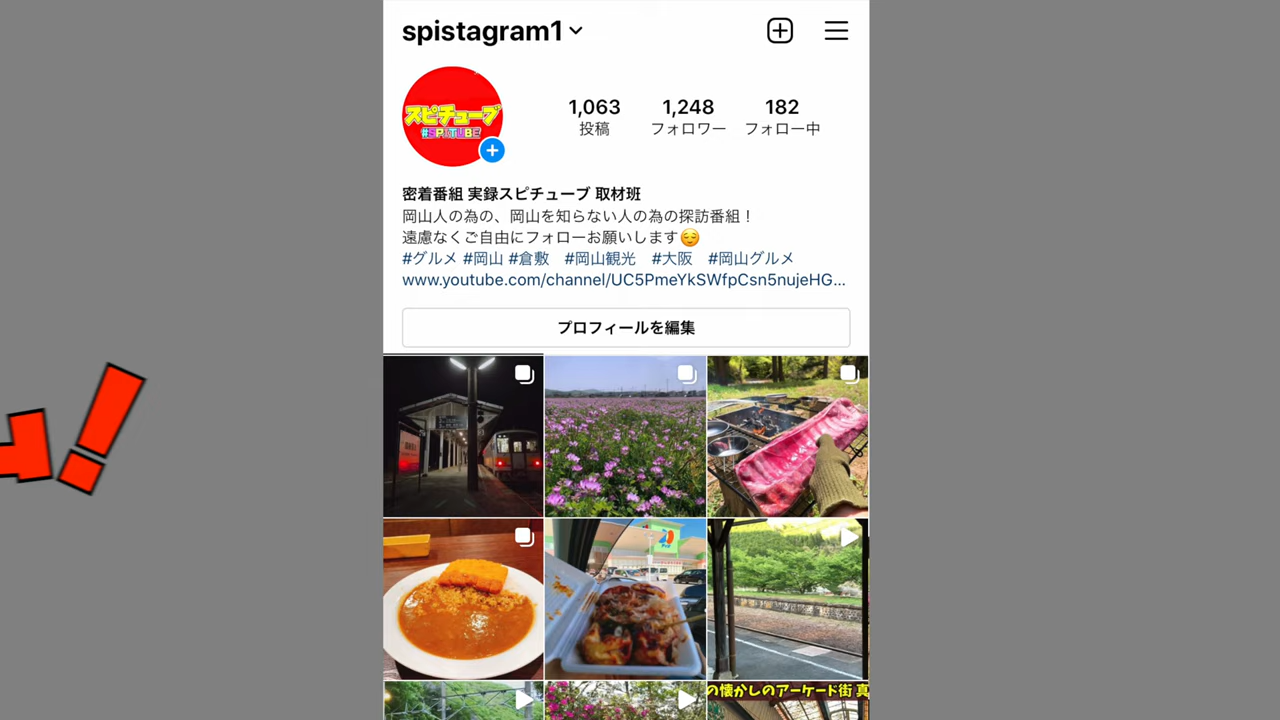 spistagram1
スピチューブ
#SPITUBE
1,063
投稿
1,248
フォロワー
182
フォロー中
密着番組 実録スピチューブ 取材班
岡山人の為の、岡山を知らない人の為の探訪番組！
遠慮なくご自由にフォローお願いします😌
#グルメ #岡山 #倉敷　#岡山観光　#大阪　#岡山グルメ
www.youtube.com/channel/UC5PmeYkSWfpCsn5nujeHG...
プロフィールを編集
の懐かしのアーケード街 真
!